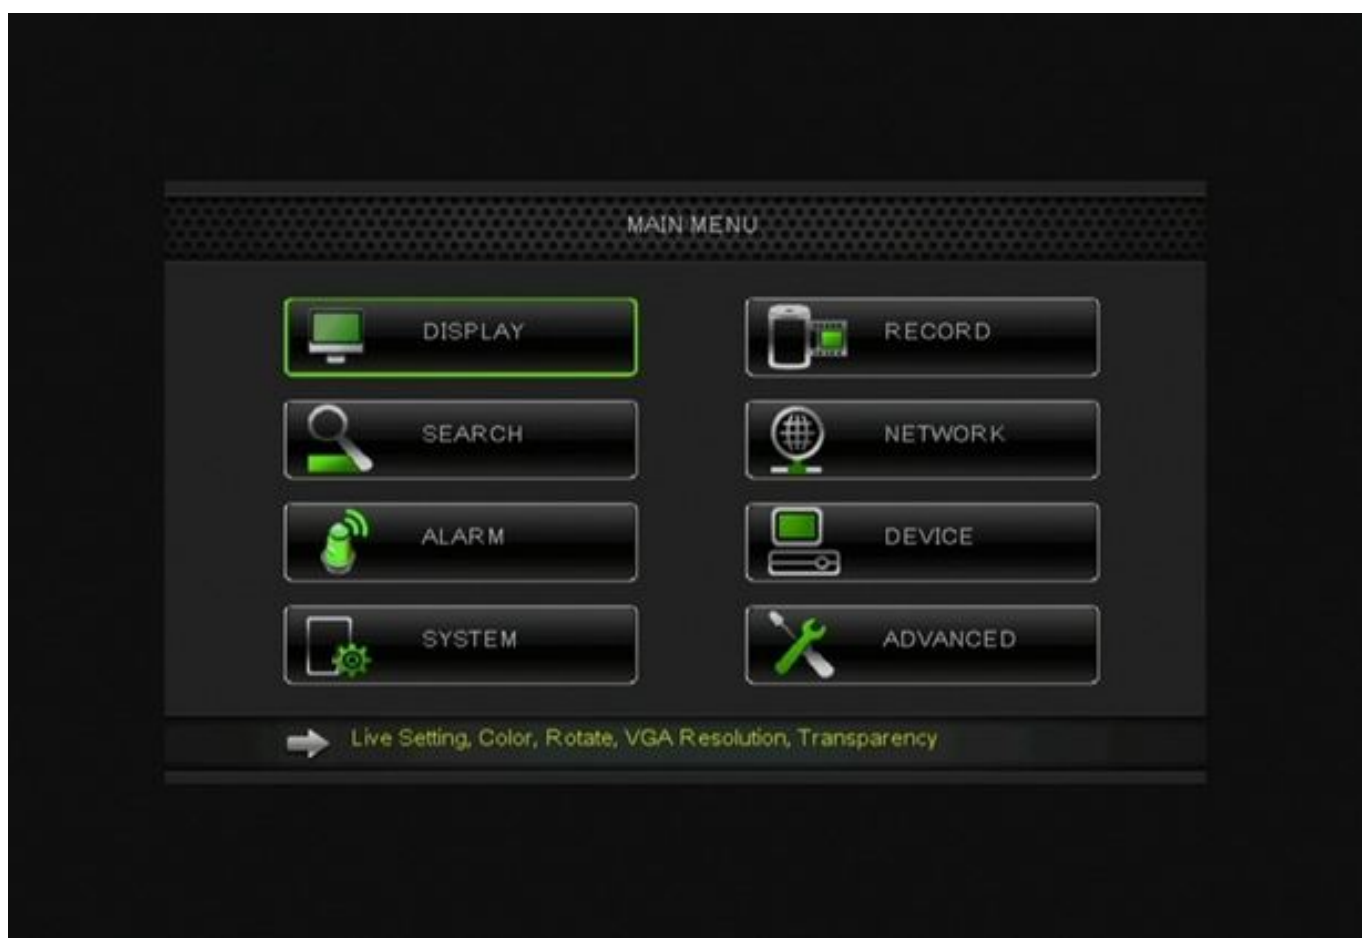 MAIN MENU
DISPLAY
RECORD
SEARCH
NETWORK
ALARM
DEVICE
SYSTEM
ADVANCED
Live Setting, Color, Rotate, VGA Resolution, Transparency